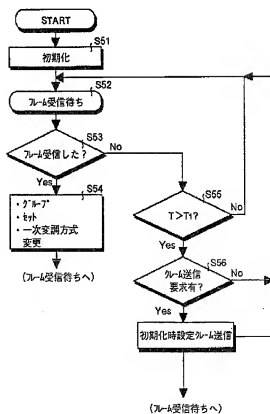 START
S51
初期化
S52
フレーム受信待ち
S53
フレーム受信した?
No
Yes
S54
・グループ
・セット
・一次変調方式
変更
(フレーム受信待ちへ)
S55
T>T1?
No
Yes
S56
クレーム送信
要求有?
No
Yes
初期化時設定クレーム送信
(フレーム受信待ちへ)